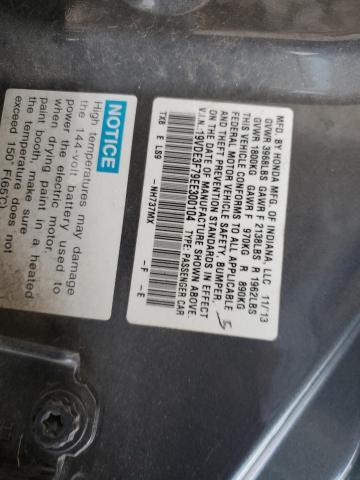 MFD. BY HONDA MFG. OF INDIANA, LLC 11/13
GVWR 3968LBS GAWR F 2138LBS R 1962LBS
GVWR 1800KG GAWR F 970KG R 890KG
THIS VEHICLE CONFORMS TO ALL APPLICABLE
FEDERAL MOTOR VEHICLE SAFETY, BUMPER,
AND THEFT PREVENTION STANDARDS IN EFFECT
ON THE DATE OF MANUFACTURE SHOWN ABOVE.
V.I.N.:19VDE3F79EE300104 TYPE: PASSENGER CAR
TX8 E L89 -NH737MX -F -E
NOTICE
High temperatures may damage
the 144-volt battery used to
power the electric motor.
when drying paint in a heated
paint booth, make sure
the temperature does not
exceed 150°F(65°C)